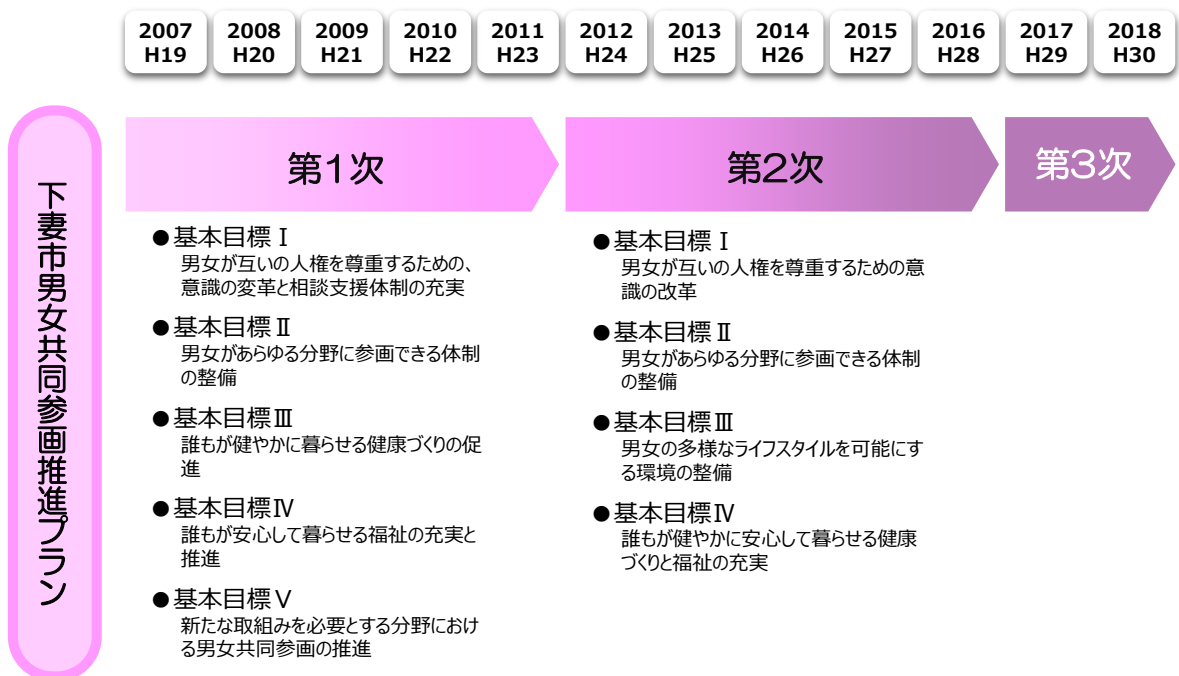 2007
H19
2008
H20
2009
H21
2010
H22
2011
H23
2012
H24
2013
H25
2014
H26
2015
H27
2016
H28
2017
H29
2018
H30
下妻市男女共同参画推進プラン
第1次
●基本目標Ⅰ
男女が互いの人権を尊重するための、
意識の変革と相談支援体制の充実
●基本目標Ⅱ
男女があらゆる分野に参画できる体制
の整備
●基本目標Ⅲ
誰もが健やかに暮らせる健康づくりの促
進
●基本目標Ⅳ
誰もが安心して暮らせる福祉の充実と
推進
●基本目標Ⅴ
新たな取組みを必要とする分野におけ
る男女共同参画の推進
第2次
●基本目標Ⅰ
男女が互いの人権を尊重するための意
識の改革
●基本目標Ⅱ
男女があらゆる分野に参画できる体制
の整備
●基本目標Ⅲ
男女の多様なライフスタイルを可能にす
る環境の整備
●基本目標Ⅳ
誰もが健やかに安心して暮らせる健康
づくりと福祉の充実
第3次